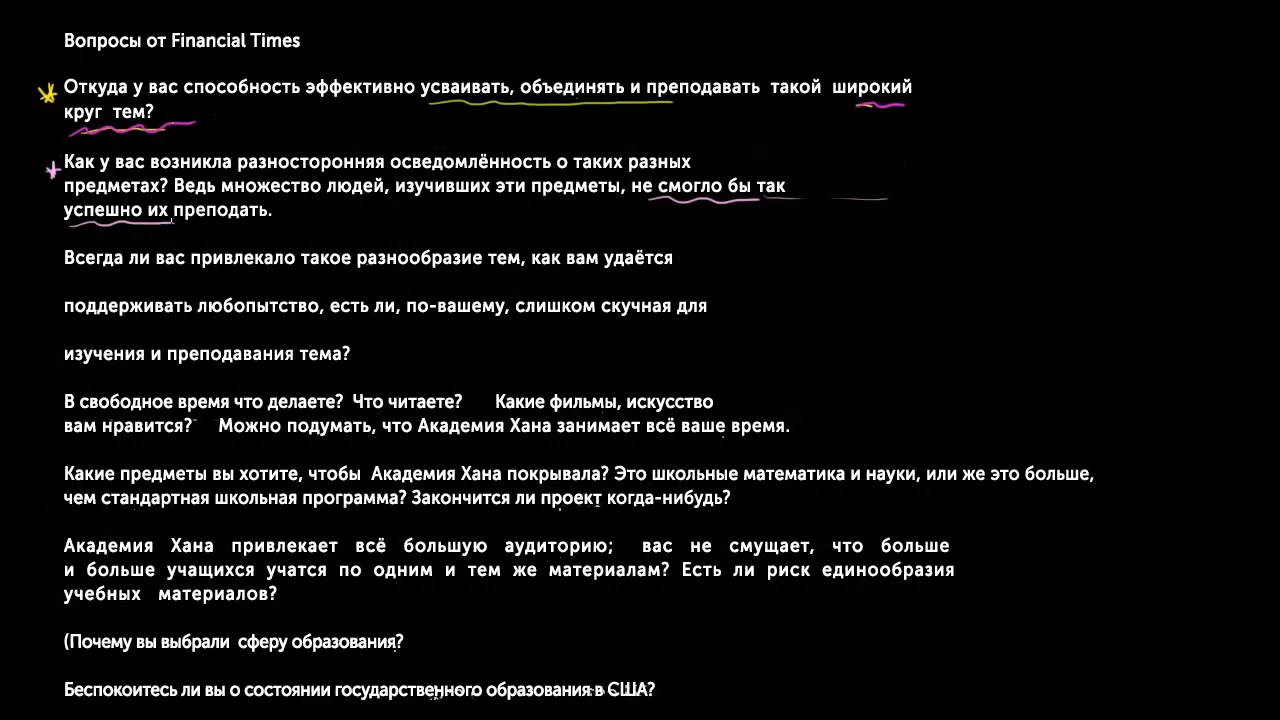 Вопросы от Financial Times
Откуда у вас способность эффективно усваивать, объединять и преподавать такой широкий
круг тем?
Как у вас возникла разносторонняя осведомлённость о таких разных
предметах? Ведь множество людей, изучивших эти предметы, не смогло бы так
успешно их преподать.
Всегда ли вас привлекало такое разнообразие тем, как вам удаётся
поддерживать любопытство, есть ли, по-вашему, слишком скучная для
изучения и преподавания тема?
В свободное время что делаете? Что читаете? Какие фильмы, искусство
вам нравится? Можно подумать, что Академия Хана занимает всё ваше время.
Какие предметы вы хотите, чтобы Академия Хана покрывала? Это школьные математика и науки, или же это больше,
чем стандартная школьная программа? Закончится ли проект когда-нибудь?
Академия Хана привлекает всё большую аудиторию; вас не смущает, что больше
и больше учащихся учатся по одним и тем же материалам? Есть ли риск единообразия
учебных материалов?
(Почему вы выбрали сферу образования?
Беспокоитесь ли вы о состоянии государственного образования в США?